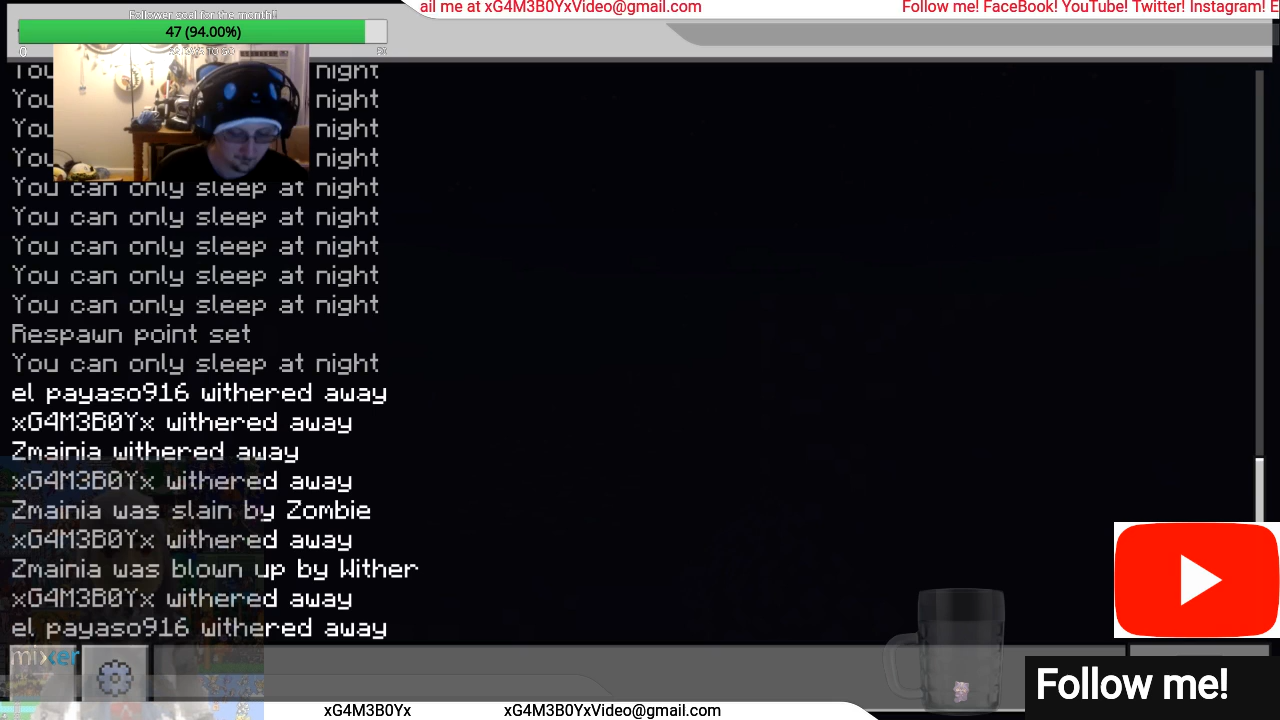 ail me at xG4M3B0YxVideo@gmail.com Follow me! FaceBook! YouTube! Twitter! Instagram! E
Follower goal for the month!!
47 (94.00%)
0
You night
You night
You night
You night
You can only sleep at night
You can only sleep at night
You can only sleep at night
You can only sleep at night
You can only sleep at night
Respawn point set
You can only sleep at night
el payaso916 withered away
xG4M3B0Yx withered away
Zmainia withered away
xG4M3B0Yx withered away
Zmainia was slain by Zombie
xG4M3B0Yx withered away
Zmainia was blown up by Wither
xG4M3B0Yx withered away
el payaso916 withered away
mixer
Follow me!
xG4M3B0Yx xG4M3B0YxVideo@gmail.com